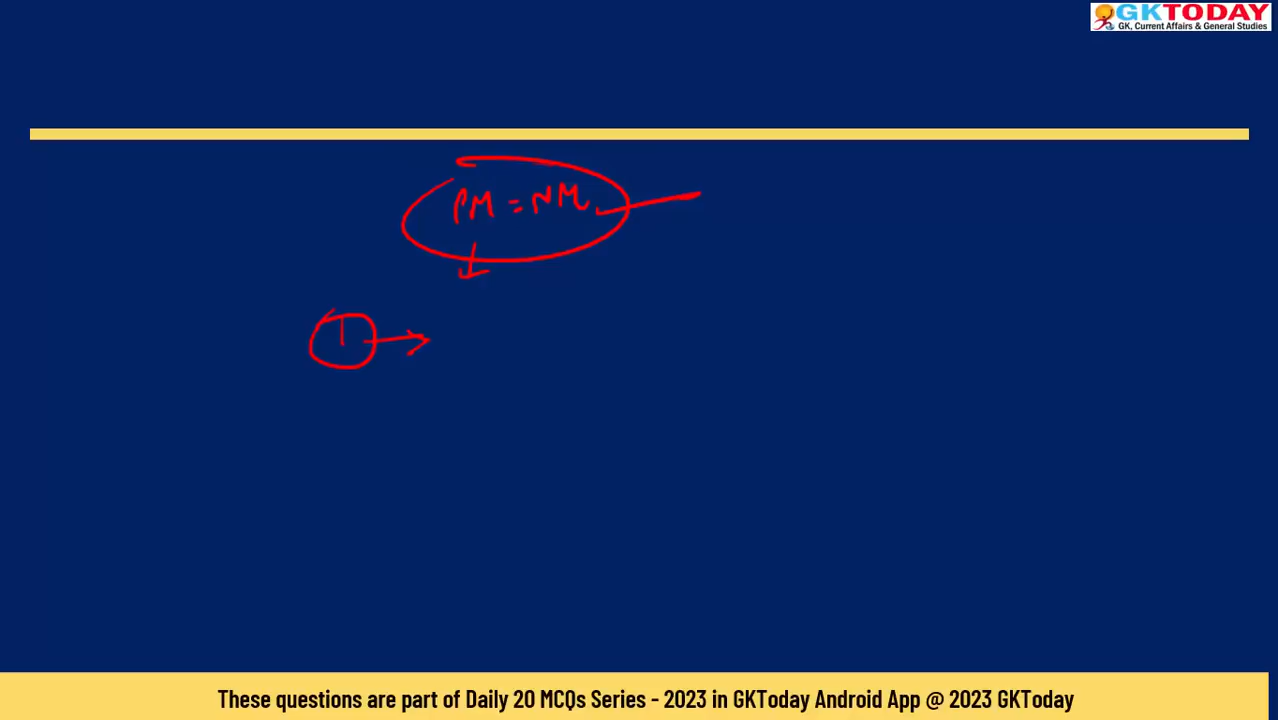 GKTODAY
GK, Current Affairs & General Studies
PM = NM
1
These questions are part of Daily 20 MCQs Series - 2023 in GKToday Android App @ 2023 GKToday